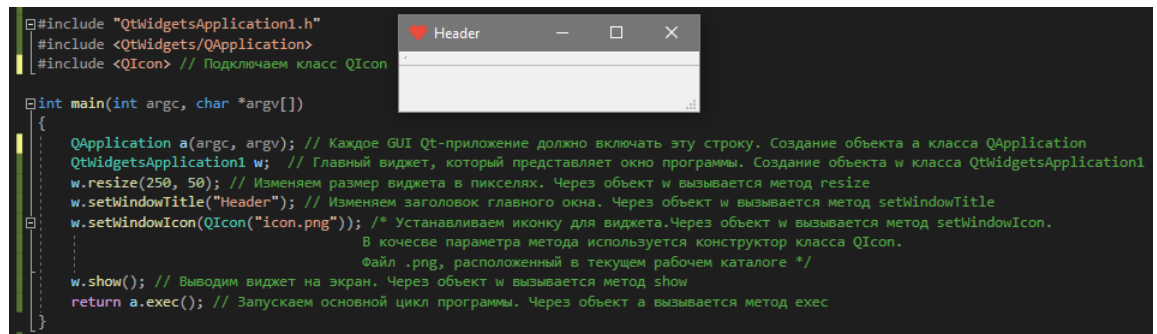 #include "QtWidgetsApplication1.h"
#include <QtWidgets/QApplication>
#include <QIcon> // Подключаем класс QIcon
Header
int main(int argc, char *argv[])
{
QApplication a(argc, argv); // Каждое GUI Qt-приложение должно включать эту строку. Создание объекта a класса QApplication
QtWidgetsApplication1 w; // Главный виджет, который представляет окно программы. Создание объекта w класса QtWidgetsApplication1
w.resize(250, 50); // Изменяем размер виджета в пикселях. Через объект w вызывается метод resize
w.setWindowTitle("Header"); // Изменяем заголовок главного окна. Через объект w вызывается метод setWindowTitle
w.setWindowIcon(QIcon("icon.png")); /* Устанавливаем иконку для виджета.Через объект w вызывается метод setWindowIcon.
В кочесве параметра метода используется конструктор класса QIcon.
Файл .png, расположенный в текущем рабочем каталоге */
w.show(); // Выводим виджет на экран. Через объект w вызывается метод show
return a.exec(); // Запускаем основной цикл программы. Через объект a вызывается метод exec
}